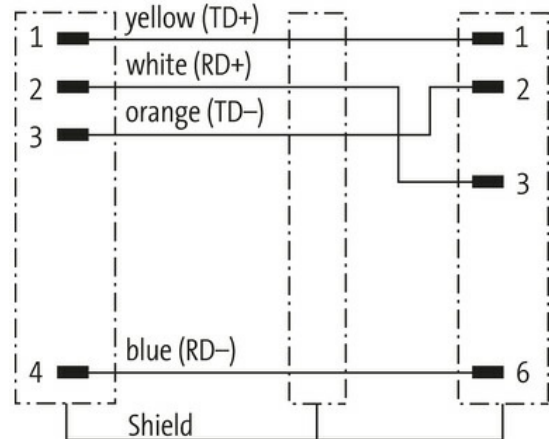 1 yellow (TD+) 1
2 white (RD+) 2
3 orange (TD–)
3
4 blue (RD–) 6
Shield